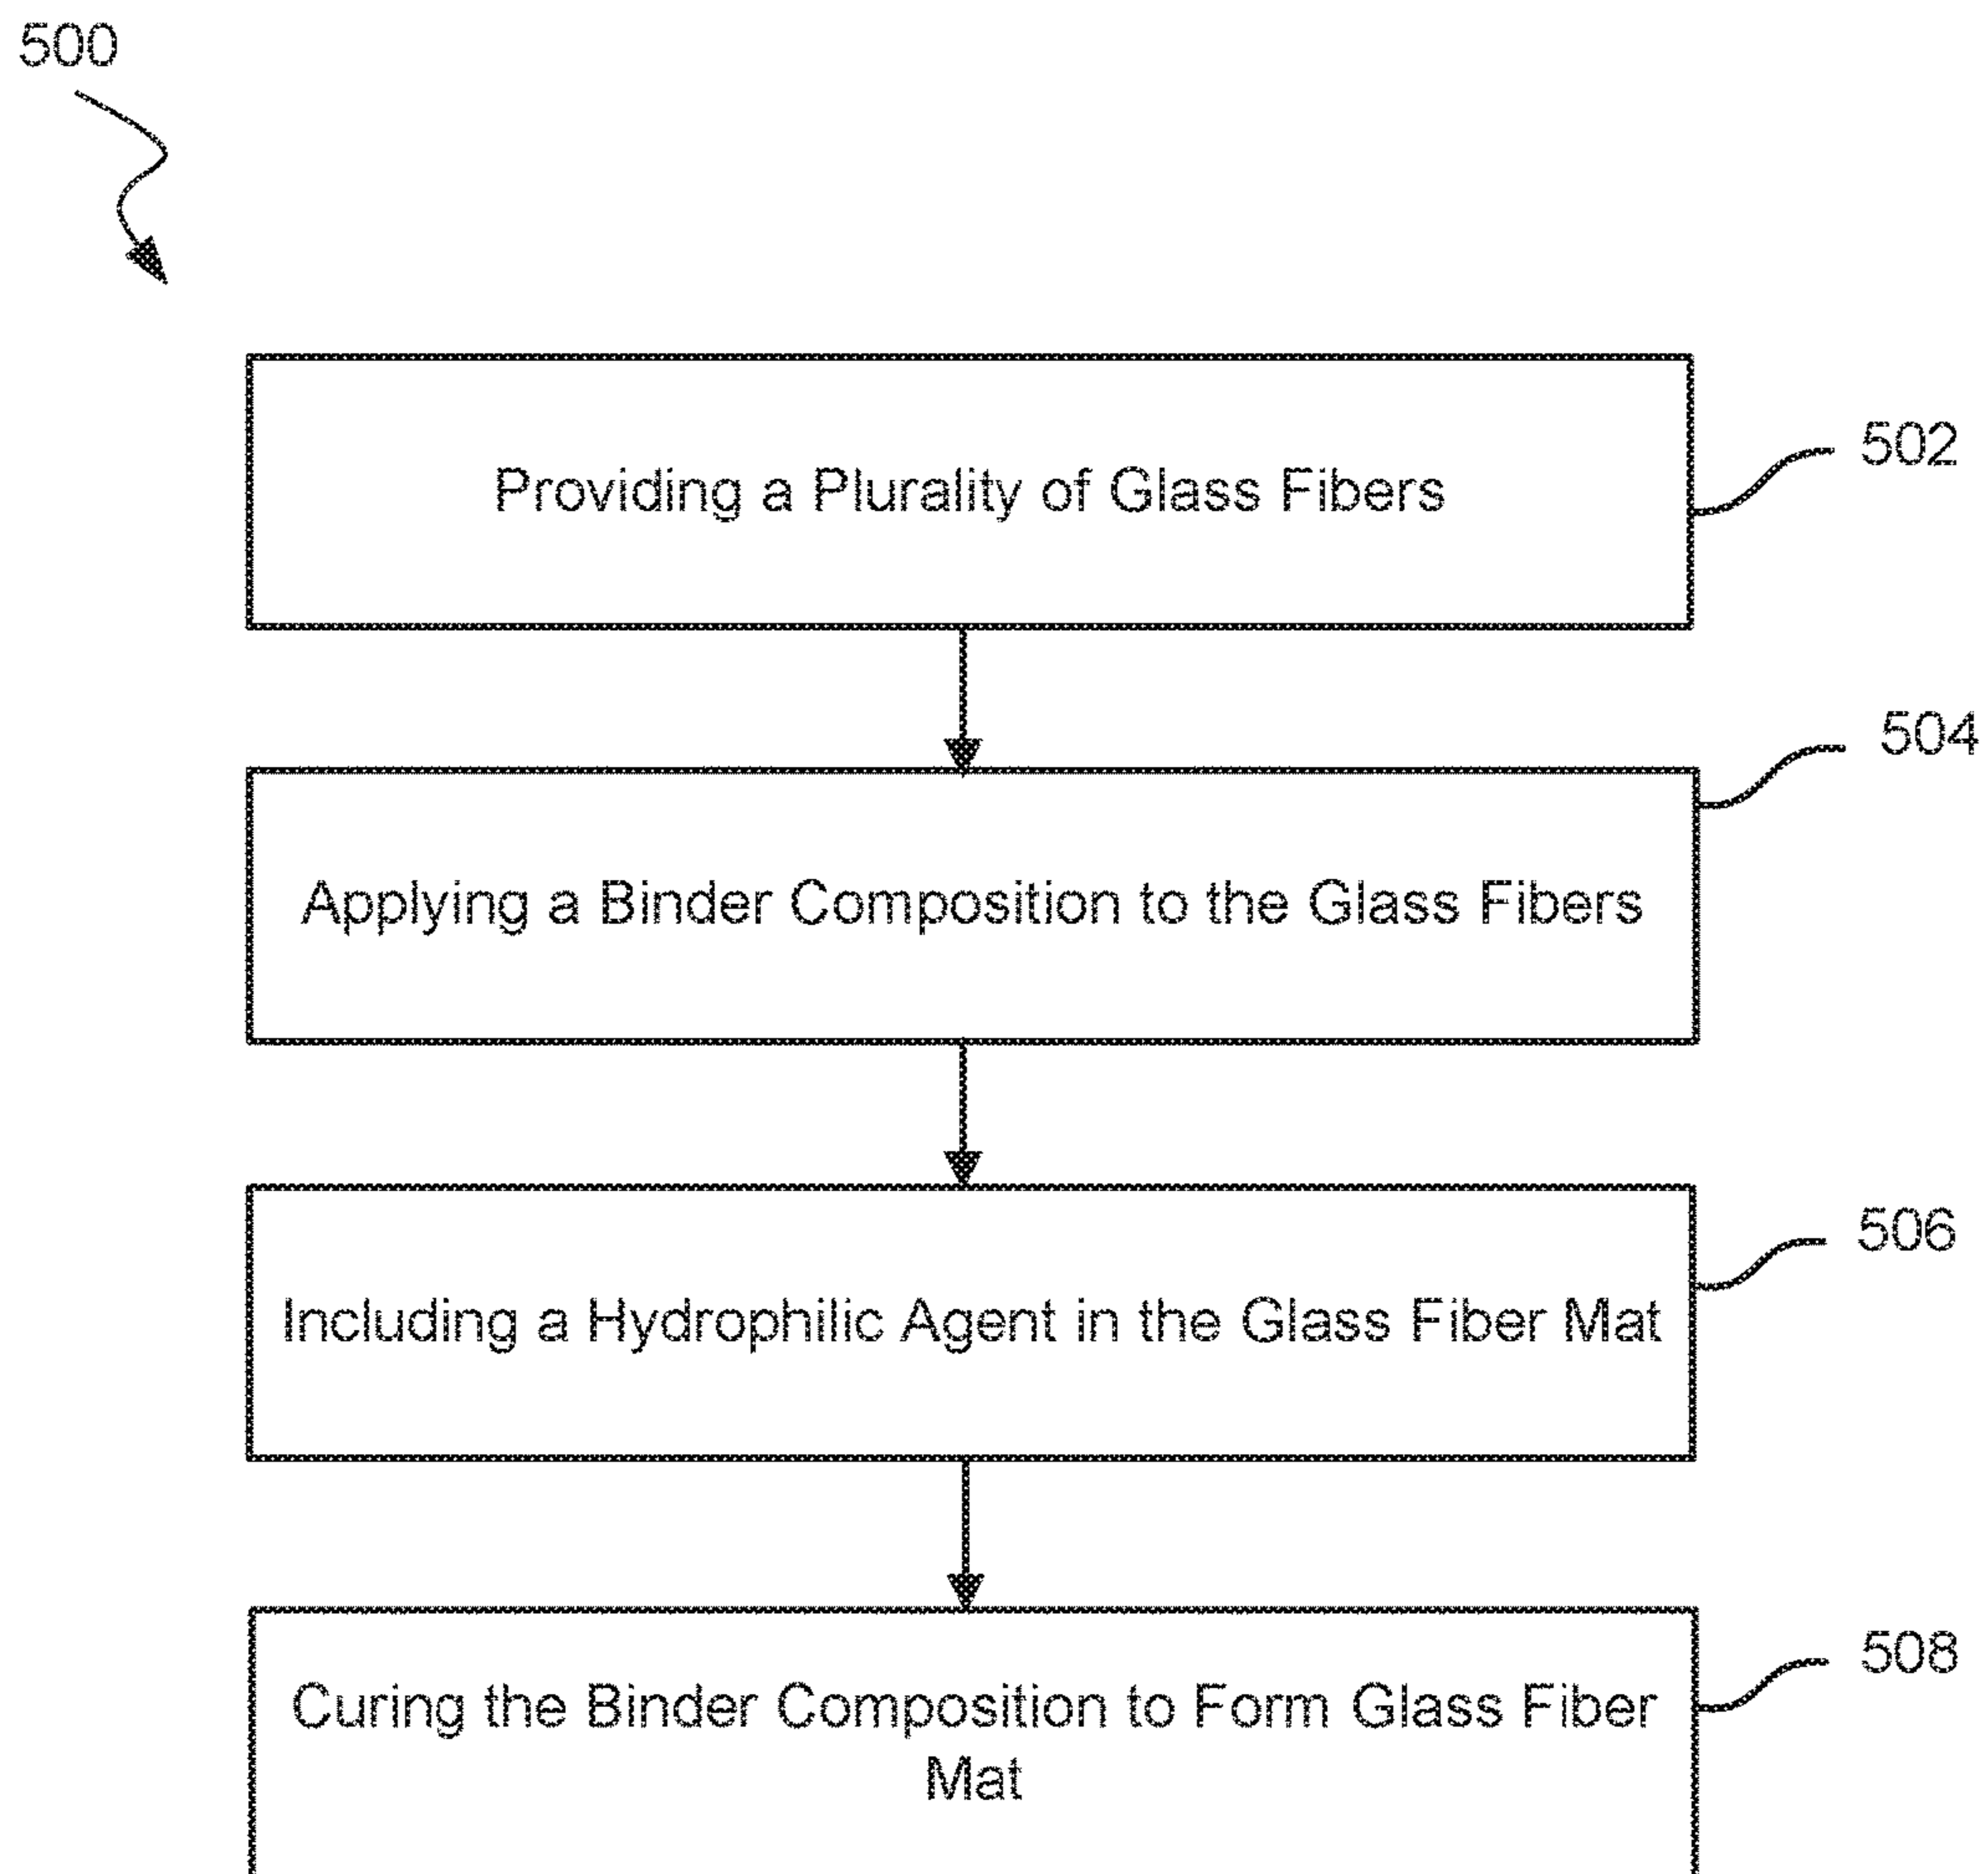 500
Providing a Plurality of Glass Fibers
502
504
Applying a Binder Composition to the Glass Fibers
506
Including a Hydrophilic Agent in the Glass Fiber Mat
508
Curing the Binder Composition to Form Glass Fiber
Mat